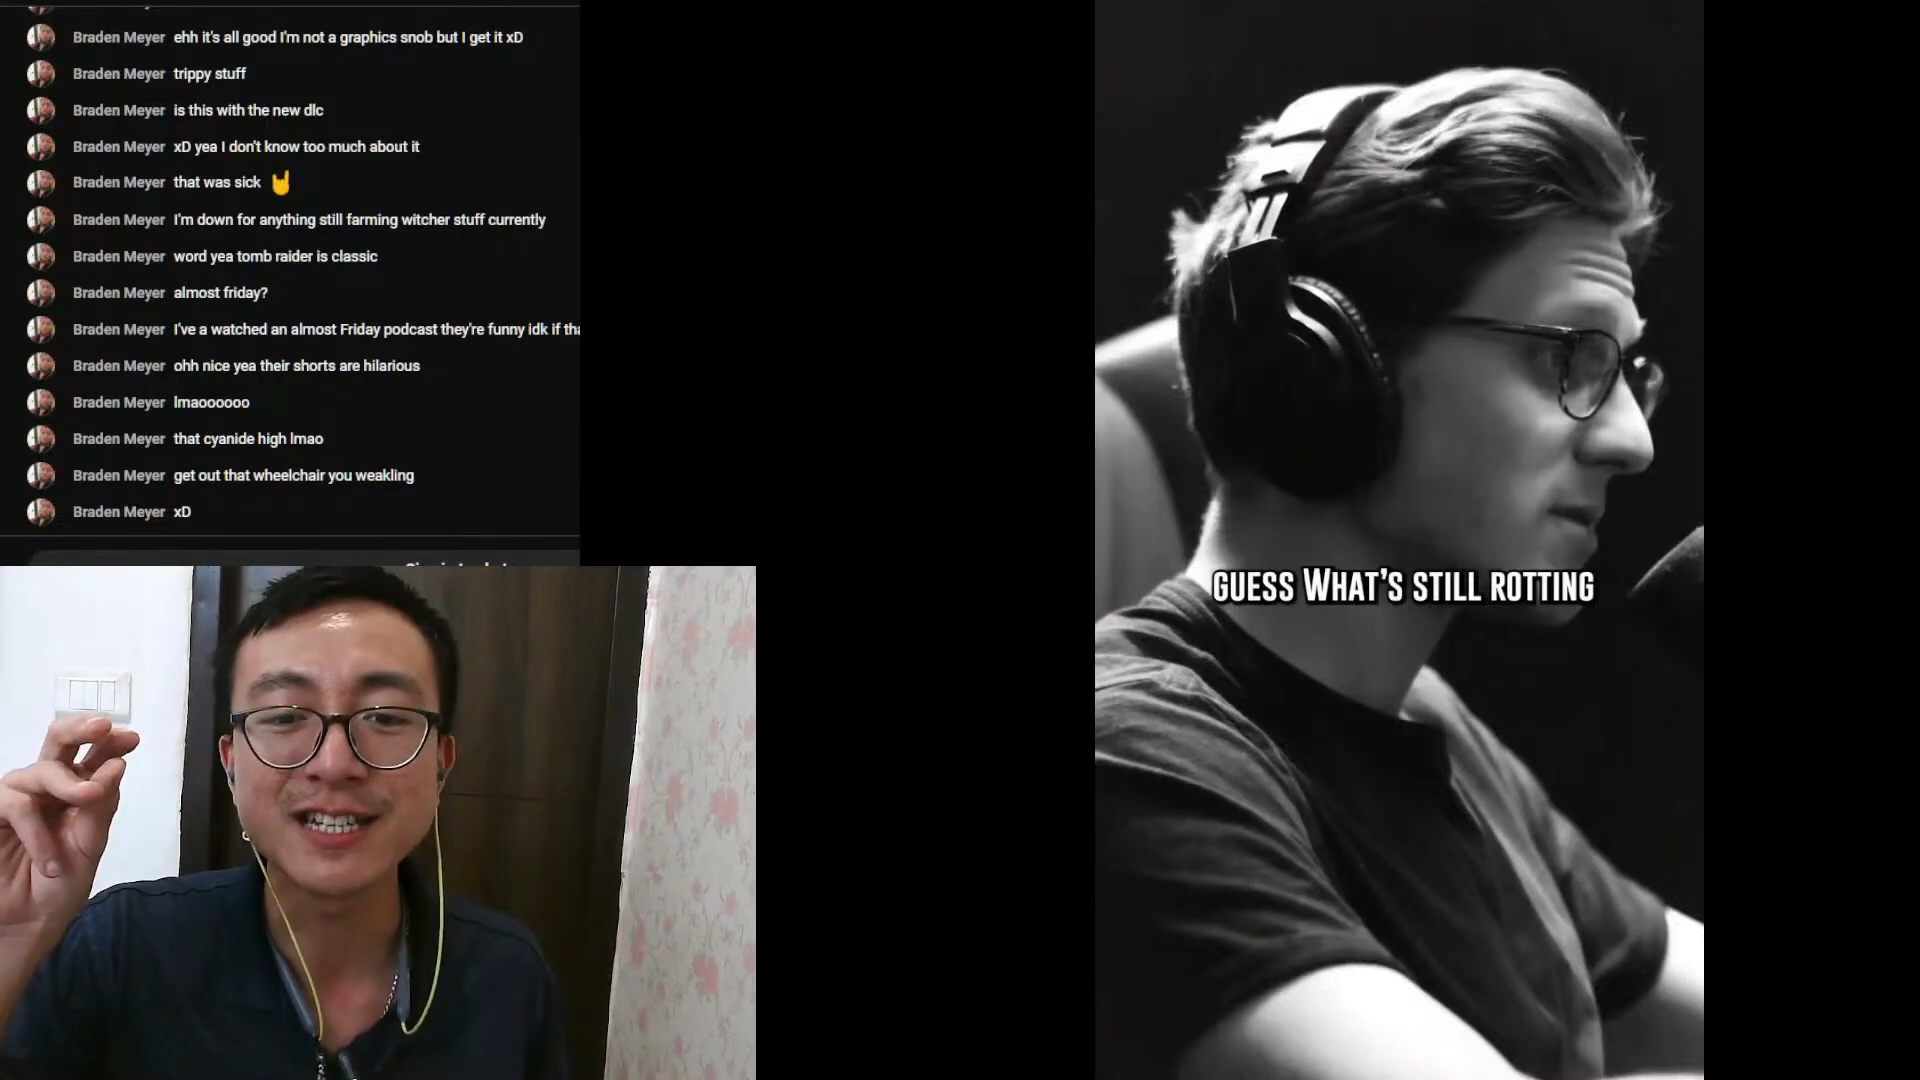 Braden Meyer ehh it's all good I'm not a graphics snob but I get it xD
Braden Meyer trippy stuff
Braden Meyer is this with the new dlc
Braden Meyer xD yea I don't know too much about it
Braden Meyer that was sick 🤘
Braden Meyer I'm down for anything still farming witcher stuff currently
Braden Meyer word yea tomb raider is classic
Braden Meyer almost friday?
Braden Meyer I've a watched an almost Friday podcast they're funny idk if
Braden Meyer ohh nice yea their shorts are hilarious
Braden Meyer lmaoooooo
Braden Meyer that cyanide high lmao
Braden Meyer get out that wheelchair you weakling
Braden Meyer xD
GUESS WHAT'S STILL ROTTING